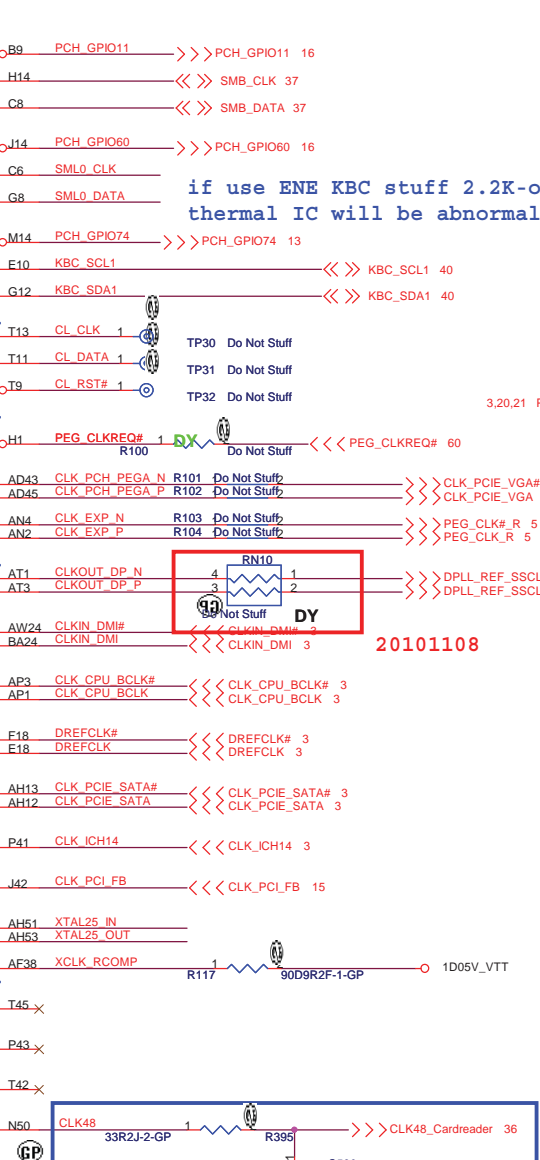 B9 PCH_GPIO11 PCH_GPIO11 16
H14 SMB_CLK 37
C8 SMB_DATA 37
J14 PCH_GPIO60 PCH_GPIO60 16
C6 SML0_CLK
G8 SML0_DATA
if use ENE KBC stuff 2.2K-o
thermal IC will be abnormal
M14 PCH_GPIO74 PCH_GPIO74 13
E10 KBC_SCL1 KBC_SCL1 40
G12 KBC_SDA1 KBC_SDA1 40
T13 CL_CLK 1 TP30 Do Not Stuff
T11 CL_DATA 1 TP31 Do Not Stuff
T9 CL_RST# 1 TP32 Do Not Stuff
3,20,21
H1 PEG_CLKREQ# 1 DY 2 PEG_CLKREQ# 60
R100 Do Not Stuff
AD43 CLK_PCH_PEGA_N R101 Do Not Stuff 2 CLK_PCIE_VGA#
AD45 CLK_PCH_PEGA_P R102 Do Not Stuff 2 CLK_PCIE_VGA
AN4 CLK_EXP_N R103 Do Not Stuff 2 PEG_CLK#_R 5
AN2 CLK_EXP_P R104 Do Not Stuff 2 PEG_CLK_R 5
RN10
AT1 CLKOUT_DP_N 4 1 DPLL_REF_SSCL
AT3 CLKOUT_DP_P 3 2 DPLL_REF_SSCL
GP
Do Not Stuff DY
AW24 CLKIN_DMI# CLKIN_DMI# 3
BA24 CLKIN_DMI CLKIN_DMI 3
20101108
AP3 CLK_CPU_BCLK# CLK_CPU_BCLK# 3
AP1 CLK_CPU_BCLK CLK_CPU_BCLK 3
F18 DREFCLK# DREFCLK# 3
E18 DREFCLK DREFCLK 3
AH13 CLK_PCIE_SATA# CLK_PCIE_SATA# 3
AH12 CLK_PCIE_SATA CLK_PCIE_SATA 3
P41 CLK_ICH14 CLK_ICH14 3
J42 CLK_PCI_FB CLK_PCI_FB 15
AH51 XTAL25_IN
AH53 XTAL25_OUT
AF38 XCLK_RCOMP 1 2 1D05V_VTT
R117 90D9R2F-1-GP
T45
P43
T42
N50 CLK48 1 2 CLK48_Cardreader 36
33R2J-2-GP R395
GP
1